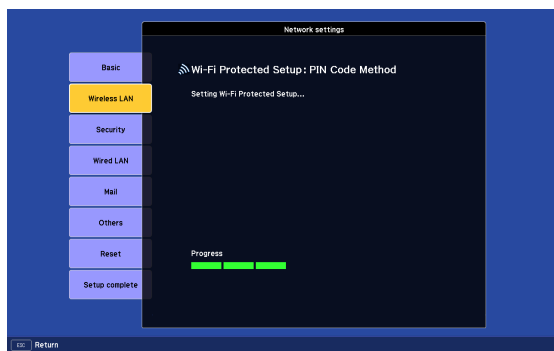 Network settings
Basic
Wireless LAN
Security
Wired LAN
Mail
Others
Reset
Setup complete
Wi-Fi Protected Setup : PIN Code Method
Setting Wi-Fi Protected Setup...
Progress
ESC Return